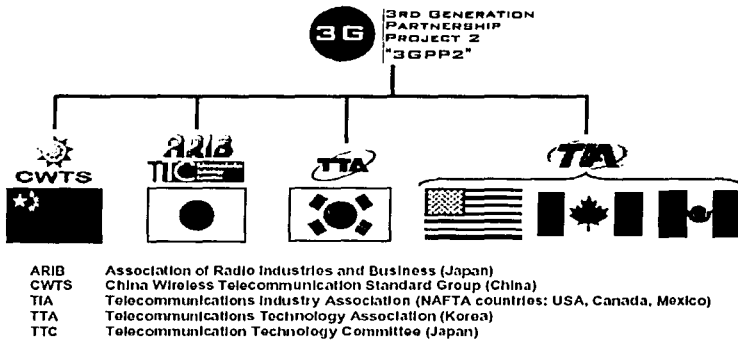 3G
3RD GENERATION
PARTNERSHIP
PROJECT 2
"3GPP2"
CWTS
ARIB
TTC
TTA
TIA
ARIB Association of Radio Industries and Business (Japan)
CWTS China Wireless Telecommunication Standard Group (China)
TIA Telecommunications Industry Association (NAFTA countries: USA, Canada, Mexico)
TTA Telecommunications Technology Association (Korea)
TTC Telecommunication Technology Committee (Japan)